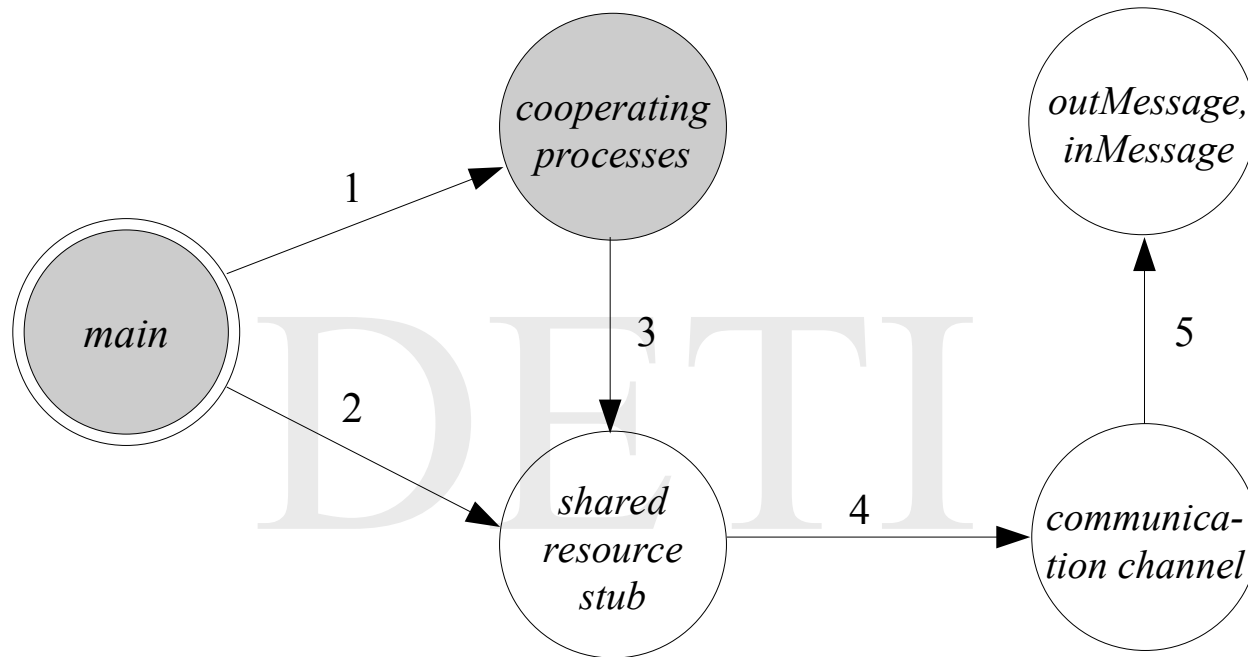 cooperating
processes
outMessage,
inMessage
1
main
3
5
2
DETI
shared
resource
stub
4
communica-
tion channel